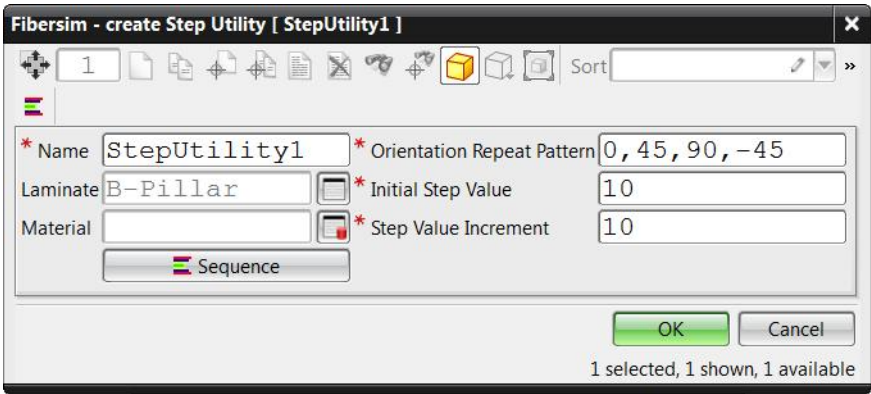 Fibersim - create Step Utility [ StepUtility1 ]
1 Sort »
* Name StepUtility1 * Orientation Repeat Pattern 0,45,90,-45
Laminate B-Pillar * Initial Step Value 10
Material * Step Value Increment 10
Sequence
OK Cancel
1 selected, 1 shown, 1 available